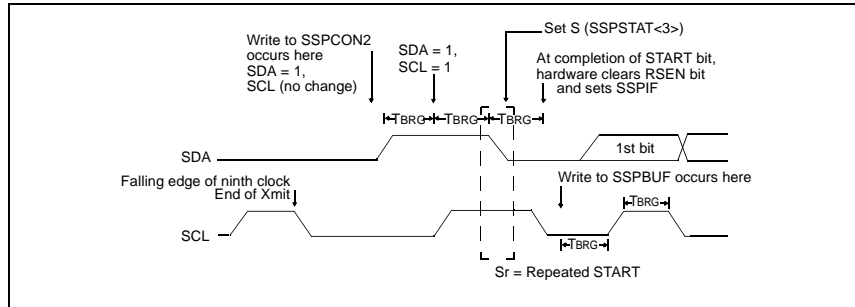 Set S (SSPSTAT<3>)
Write to SSPCON2
occurs here
SDA = 1,
SCL (no change)
SDA = 1,
SCL = 1
At completion of START bit,
hardware clears RSEN bit
and sets SSPIF
TBRG TBRG TBRG
SDA
1st bit
Falling edge of ninth clock
End of Xmit
Write to SSPBUF occurs here
TBRG
SCL
TBRG
Sr = Repeated START